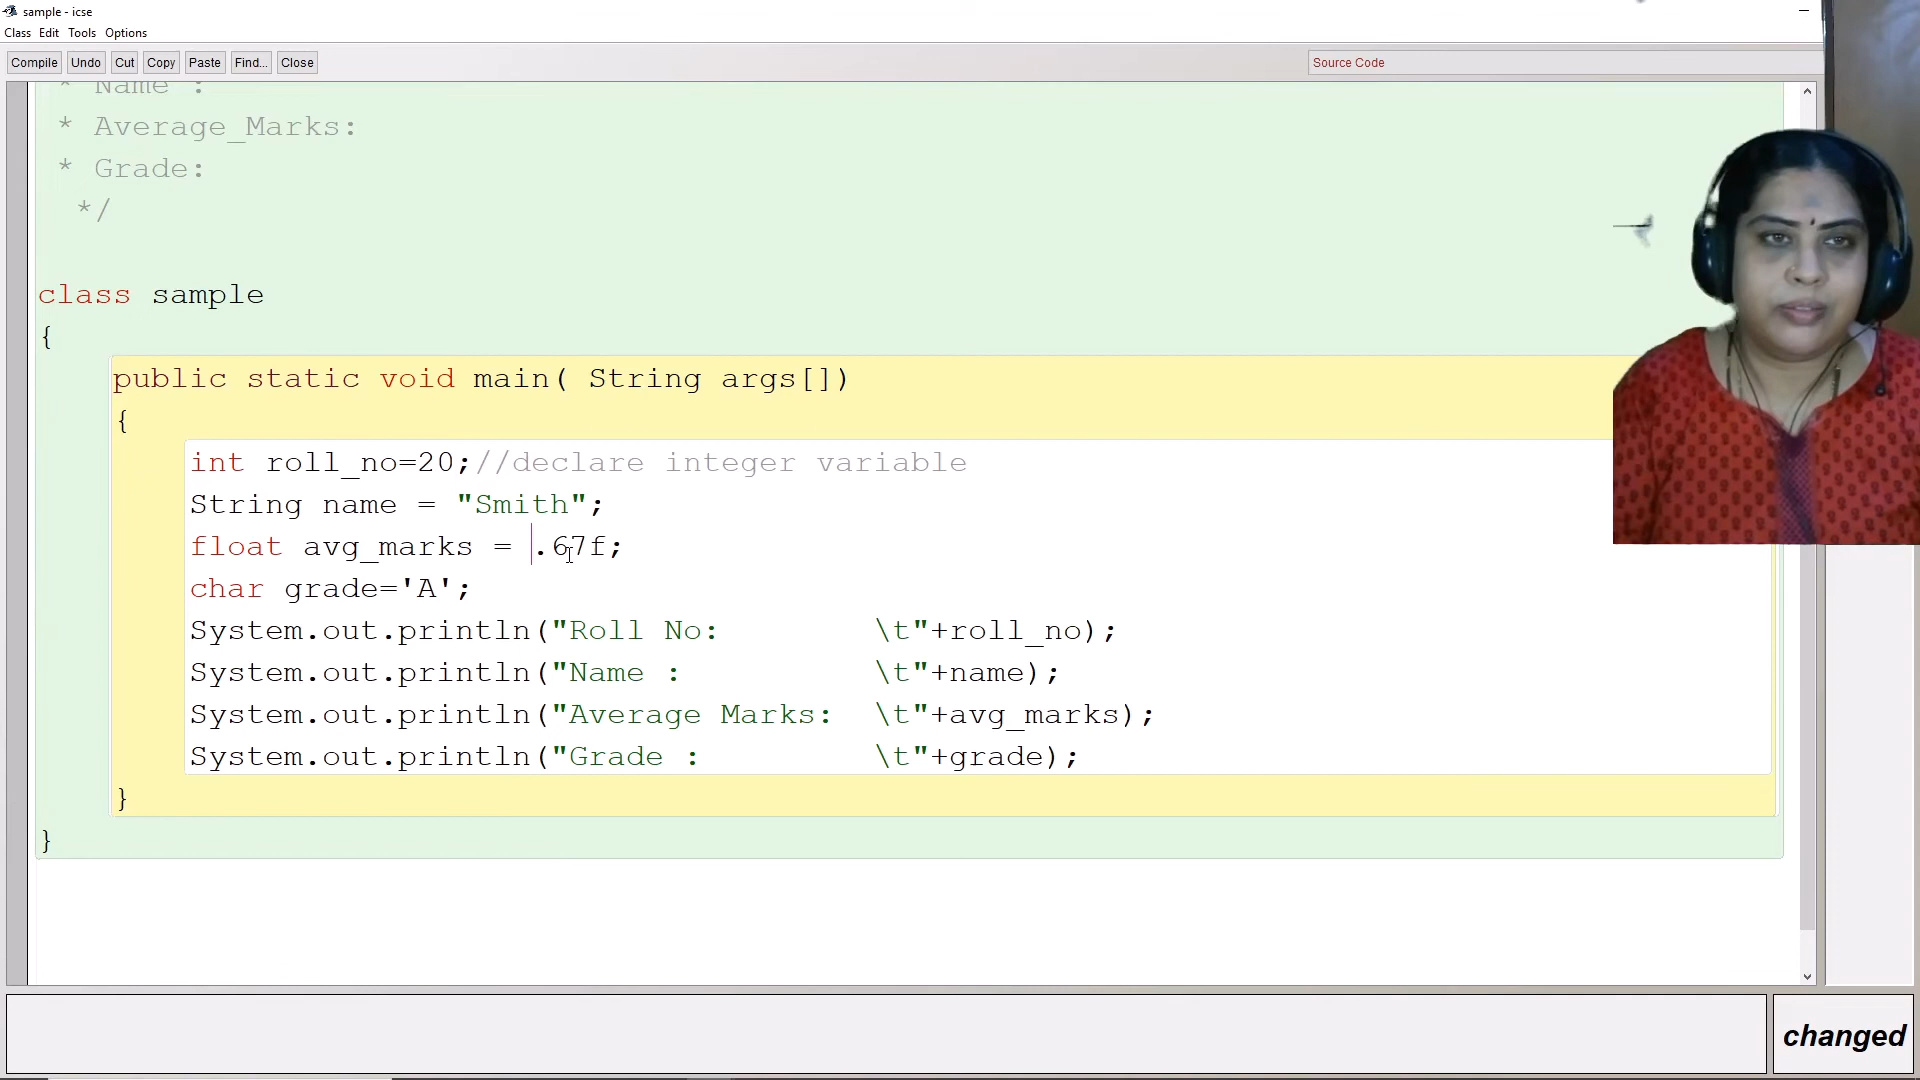 sample - icse
Class Edit Tools Options
Compile Undo Cut Copy Paste Find... Close Source Code
* Name :
* Average_Marks:
* Grade:
*/
class sample
{
public static void main( String args[])
{
int roll_no=20;//declare integer variable
String name = "Smith";
float avg_marks = .67f;
char grade='A';
System.out.println("Roll No: \t"+roll_no);
System.out.println("Name : \t"+name);
System.out.println("Average Marks: \t"+avg_marks);
System.out.println("Grade : \t"+grade);
}
}
changed